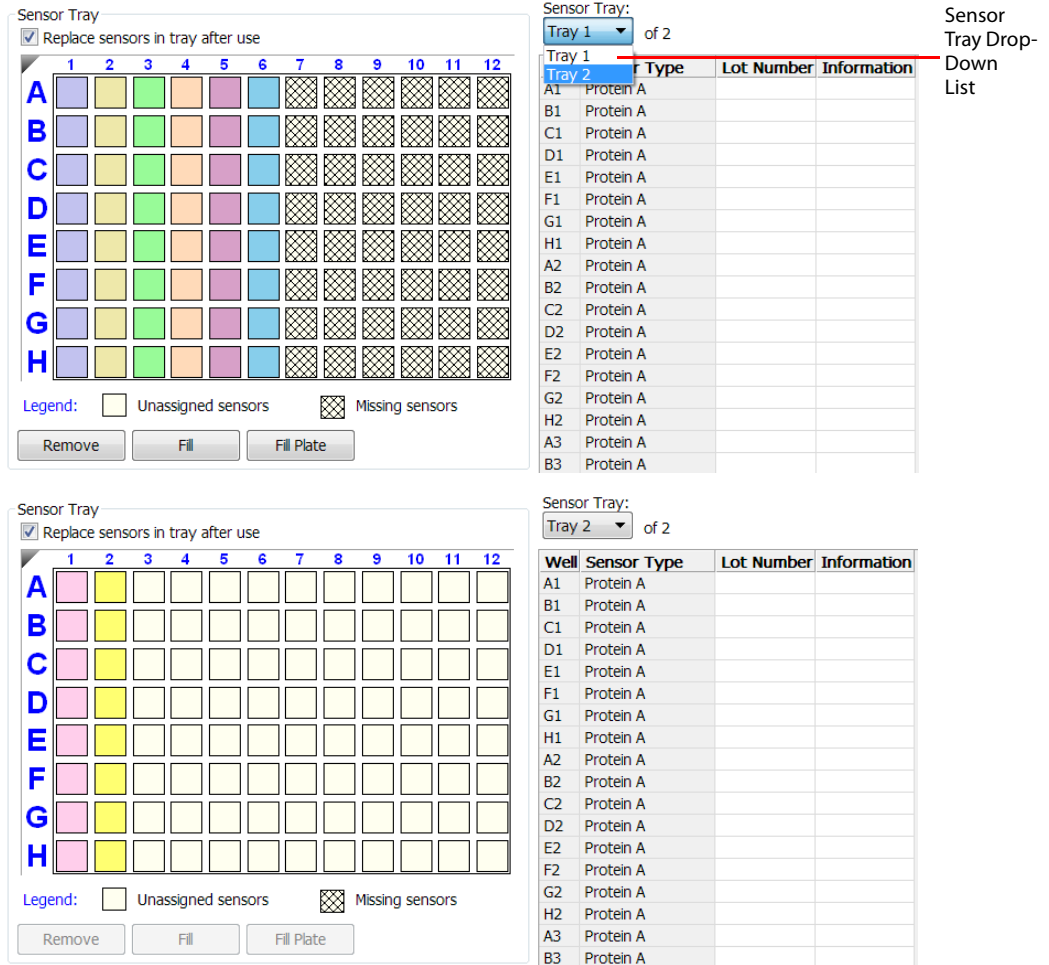 Sensor Tray
Replace sensors in tray after use
1 2 3 4 5 6 7 8 9 10 11 12
A
B
C
D
E
F
G
H
Legend: Unassigned sensors Missing sensors
Remove Fill Fill Plate
Sensor Tray:
Tray 1 of 2
Tray 1
Tray 2
r Type Lot Number Information
A1 Protein A
B1 Protein A
C1 Protein A
D1 Protein A
E1 Protein A
F1 Protein A
G1 Protein A
H1 Protein A
A2 Protein A
B2 Protein A
C2 Protein A
D2 Protein A
E2 Protein A
F2 Protein A
G2 Protein A
H2 Protein A
A3 Protein A
B3 Protein A
Sensor
Tray Drop-
Down
List
Sensor Tray
Replace sensors in tray after use
1 2 3 4 5 6 7 8 9 10 11 12
A
B
C
D
E
F
G
H
Legend: Unassigned sensors Missing sensors
Remove Fill Fill Plate
Sensor Tray:
Tray 2 of 2
Well Sensor Type Lot Number Information
A1 Protein A
B1 Protein A
C1 Protein A
D1 Protein A
E1 Protein A
F1 Protein A
G1 Protein A
H1 Protein A
A2 Protein A
B2 Protein A
C2 Protein A
D2 Protein A
E2 Protein A
F2 Protein A
G2 Protein A
H2 Protein A
A3 Protein A
B3 Protein A